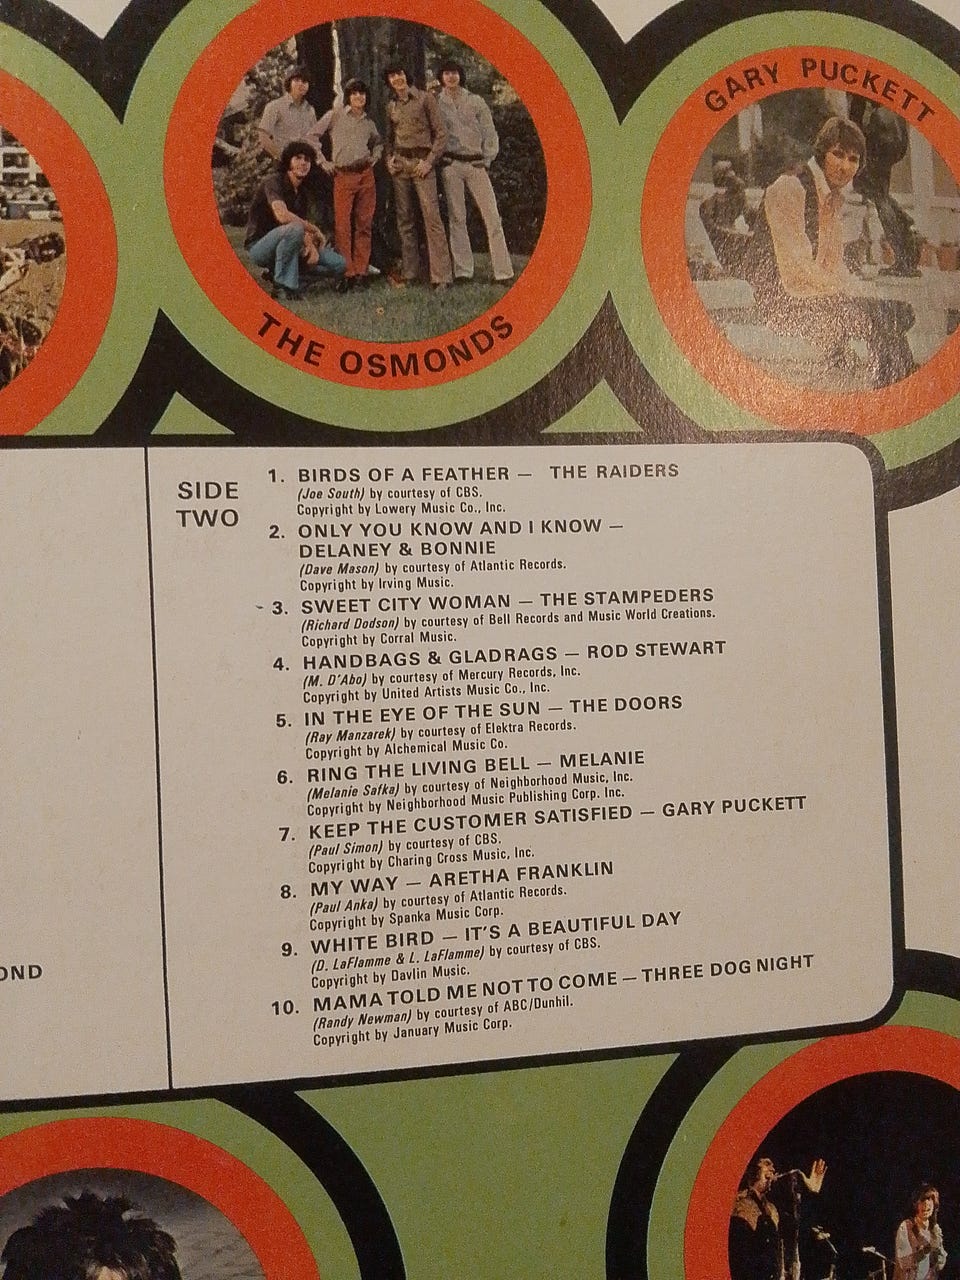 GARY PUCKETT
THE OSMONDS
SIDE
TWO
1. BIRDS OF A FEATHER — THE RAIDERS
(Joe South) by courtesy of CBS.
Copyright by Lowery Music Co., Inc.
2. ONLY YOU KNOW AND I KNOW —
DELANEY & BONNIE
(Dave Mason) by courtesy of Atlantic Records.
Copyright by Irving Music.
3. SWEET CITY WOMAN — THE STAMPEDERS
(Richard Dodson) by courtesy of Bell Records and Music World Creations.
Copyright by Corral Music.
4. HANDBAGS & GLADRAGS — ROD STEWART
(M. D'Abo) by courtesy of Mercury Records, Inc.
Copyright by United Artists Music Co., Inc.
5. IN THE EYE OF THE SUN — THE DOORS
(Ray Manzarek) by courtesy of Elektra Records.
Copyright by Alchemical Music Co.
6. RING THE LIVING BELL — MELANIE
(Melanie Safka) by courtesy of Neighborhood Music, Inc.
Copyright by Neighborhood Music Publishing Corp. Inc.
7. KEEP THE CUSTOMER SATISFIED — GARY PUCKETT
(Paul Simon) by courtesy of CBS.
Copyright by Charing Cross Music, Inc.
8. MY WAY — ARETHA FRANKLIN
(Paul Anka) by courtesy of Atlantic Records.
Copyright by Spanka Music Corp.
9. WHITE BIRD — IT'S A BEAUTIFUL DAY
(D. LaFlamme & L. LaFlamme) by courtesy of CBS.
Copyright by Davlin Music.
OND
10. MAMA TOLD ME NOT TO COME — THREE DOG NIGHT
(Randy Newman) by courtesy of ABC/Dunhil.
Copyright by January Music Corp.